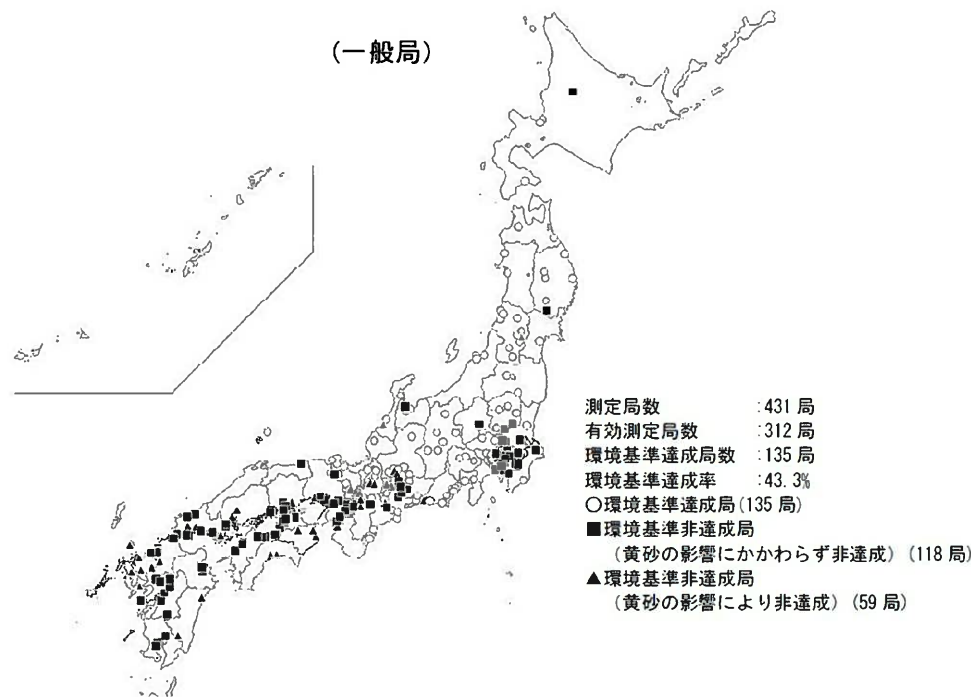 (一般局)
測定局数 :431 局
有効測定局数 :312 局
環境基準達成局数 :135 局
環境基準達成率 :43.3%
○環境基準達成局(135 局)
■環境基準非達成局
(黄砂の影響にかかわらず非達成) (118 局)
▲環境基準非達成局
(黄砂の影響により非達成) (59 局)